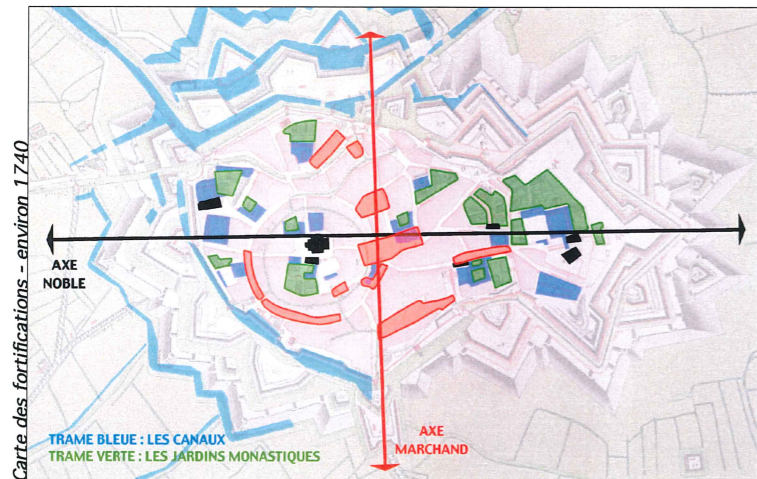 Carte des fortifications - environ 1740
AXE
NOBLE
AXE
MARCHAND
TRAME BLEUE : LES CANAUX
TRAME VERTE : LES JARDINS MONASTIQUES